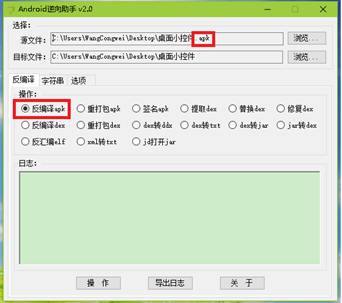 Android逆向助手 v2.0
选择:
源文件: C:\Users\WangCongwei\Desktop\桌面小控件.apk 浏览...
目标文件: C:\Users\WangCongwei\Desktop\桌面小控件 浏览...
反编译 字符串 选项
操作:
反编译apk 重打包apk 签名apk 提取dex 替换dex 修复dex
反编译dex 重打包dex dex转ddx dex转txt dex转jar jar转dex
反汇编elf xml转txt jd打开jar
日志:
操 作 导出日志 关 于